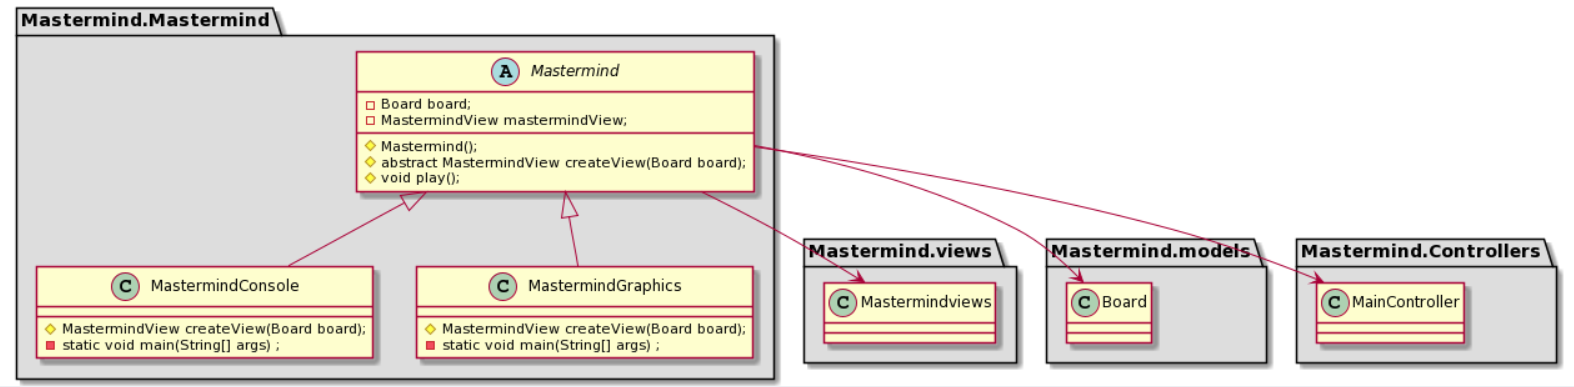 Mastermind.Mastermind
A Mastermind
Board board;
MastermindView mastermindView;
Mastermind();
abstract MastermindView createView(Board board);
void play();
C MastermindConsole
MastermindView createView(Board board);
static void main(String[] args) ;
C MastermindGraphics
MastermindView createView(Board board);
static void main(String[] args) ;
Mastermind.views
C Mastermindviews
Mastermind.models
C Board
Mastermind.Controllers
C MainController